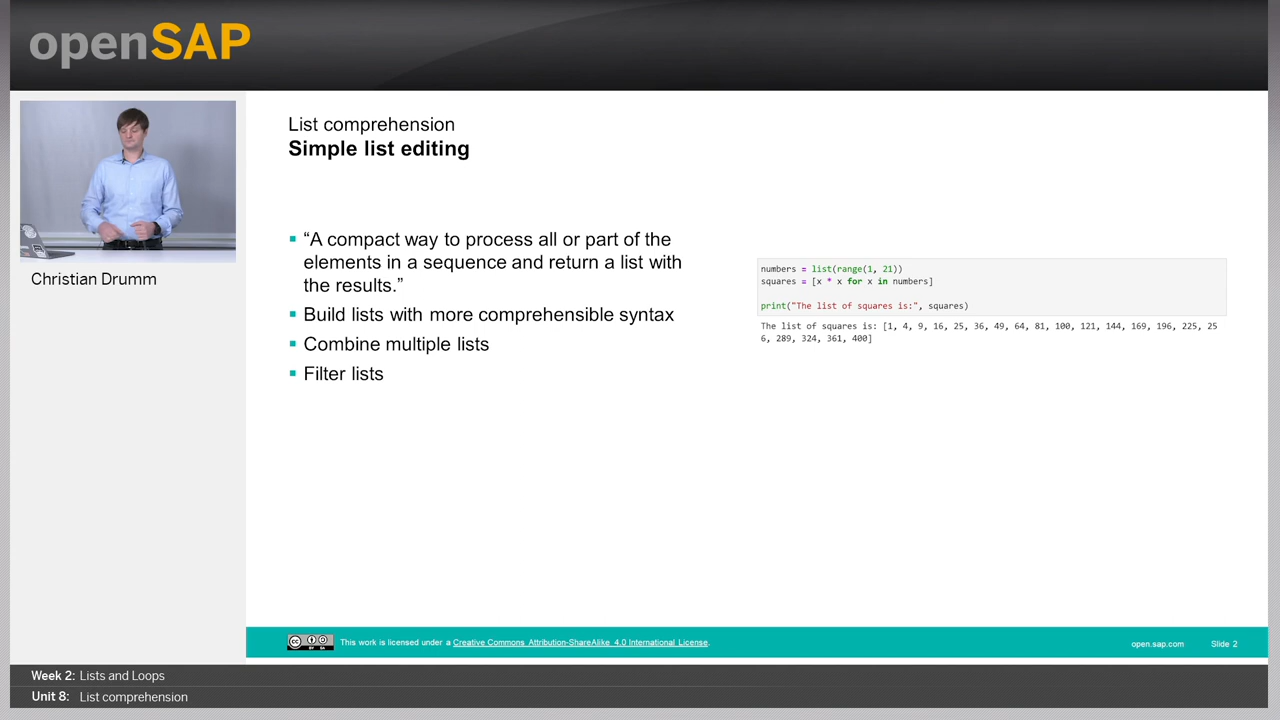 openSAP
List comprehension
Simple list editing
Christian Drumm
▪ “A compact way to process all or part of the
elements in a sequence and return a list with
the results.”
▪ Build lists with more comprehensible syntax
▪ Combine multiple lists
▪ Filter lists
numbers = list(range(1, 21))
squares = [x * x for x in numbers]
print("The list of squares is:", squares)
The list of squares is: [1, 4, 9, 16, 25, 36, 49, 64, 81, 100, 121, 144, 169, 196, 225, 25
6, 289, 324, 361, 400]
This work is licensed under a Creative Commons Attribution-ShareAlike 4.0 International License.
open.sap.com
Slide 2
Week 2: Lists and Loops
Unit 8: List comprehension